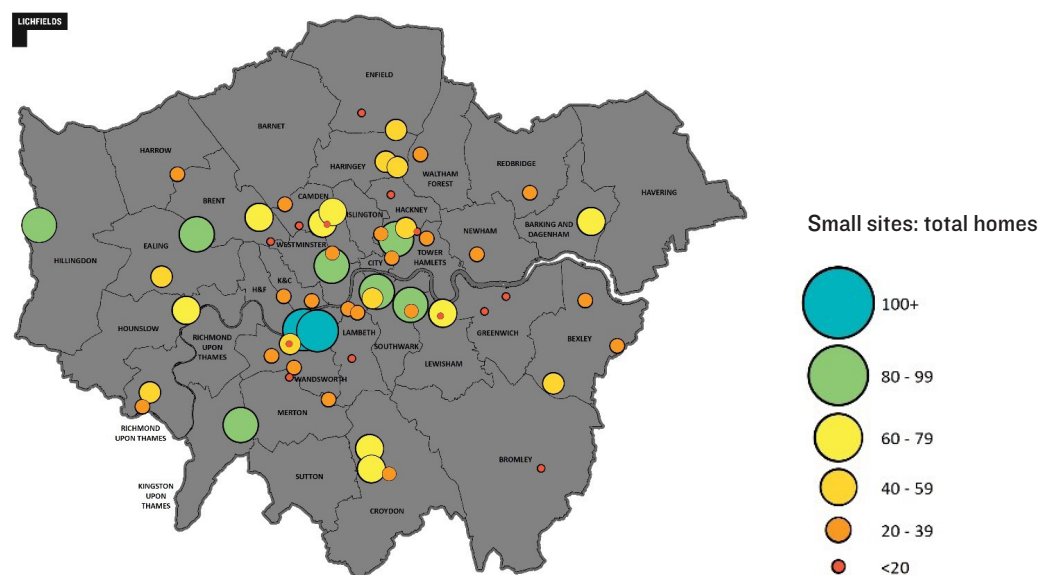 LICHFIELDS
ENFIELD
BARNET
HARROW
HARINGEY
WALTHAM
FOREST
REDBRIDGE
HAVERING
BRENT
CAMDEN
ISLINGTON
HACKNEY
BARKING AND
DAGENHAM
NEWHAM
HILLINGDON
EALING
WESTMINSTER
CITY
TOWER
HAMLETS
K&C
H&F
HOUNSLOW
RICHMOND
UPON
THAMES
LAMBETH
SOUTHWARK
LEWISHAM
GREENWICH
BEXLEY
WANDSWORTH
MERTON
RICHMOND
UPON THAMES
KINGSTON
UPON
THAMES
SUTTON
CROYDON
BROMLEY
Small sites: total homes
100+
80 - 99
60 - 79
40 - 59
20 - 39
<20